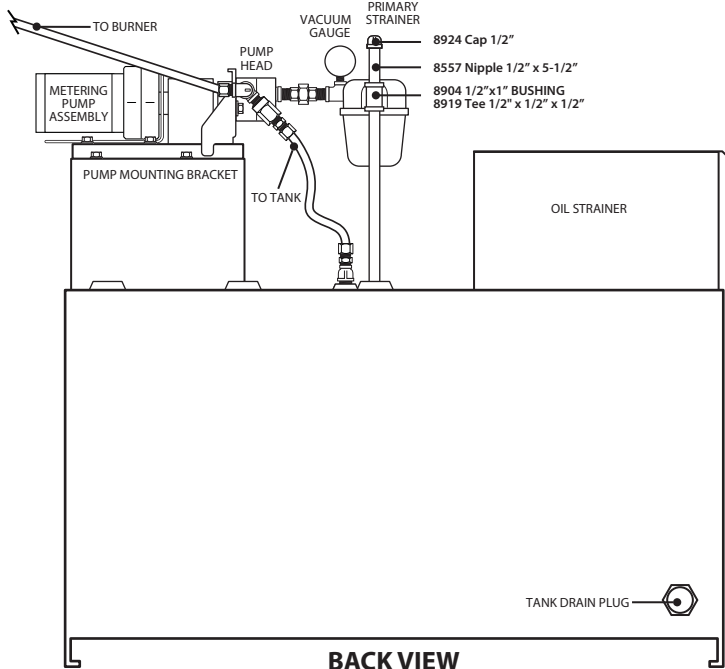 TO BURNER
VACUUM
GAUGE
PRIMARY
STRAINER
8924 Cap 1/2”
8557 Nipple 1/2” x 5-1/2”
8904 1/2”x1” BUSHING
8919 Tee 1/2" x 1/2” x 1/2”
PUMP
HEAD
METERING
PUMP
ASSEMBLY
PUMP MOUNTING BRACKET
TO TANK
OIL STRAINER
TANK DRAIN PLUG
BACK VIEW